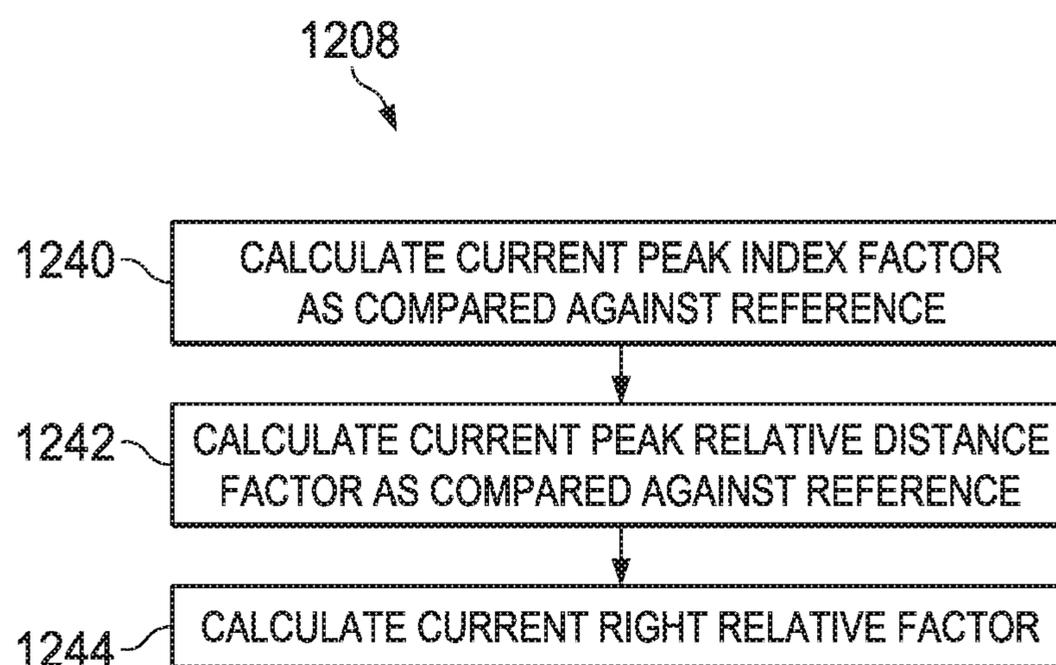 1208
1240
CALCULATE CURRENT PEAK INDEX FACTOR
AS COMPARED AGAINST REFERENCE
1242
CALCULATE CURRENT PEAK RELATIVE DISTANCE
FACTOR AS COMPARED AGAINST REFERENCE
1244
CALCULATE CURRENT RIGHT RELATIVE FACTOR